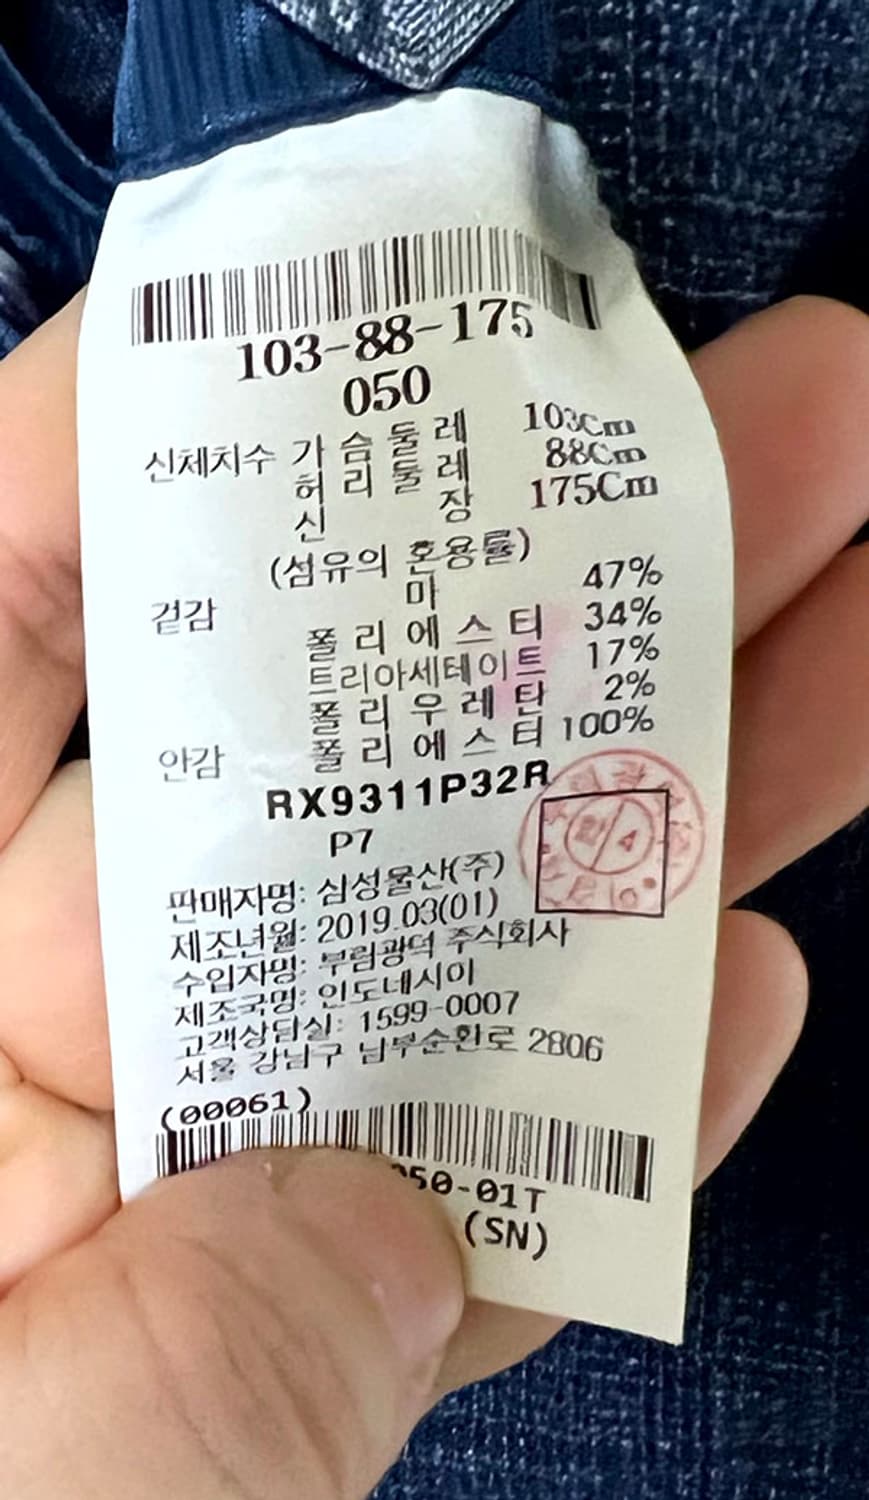 103-88-175
050
신체치수 가슴둘레 103Cm
허리둘레 88Cm
신장 175Cm
(섬유의 혼용률)
겉감 마 47%
폴리에스터 34%
트리아세테이트 17%
폴리우레탄 2%
안감 폴리에스터 100%
RX9311P32R
P7
판매자명: 삼성물산(주)
제조년월: 2019.03(01)
수입자명: 부림광덕 주식회사
제조국명: 인도네시아
고객상담실: 1599-0007
서울 강남구 남부순환로 2806
(00061)
050-01T
(SN)